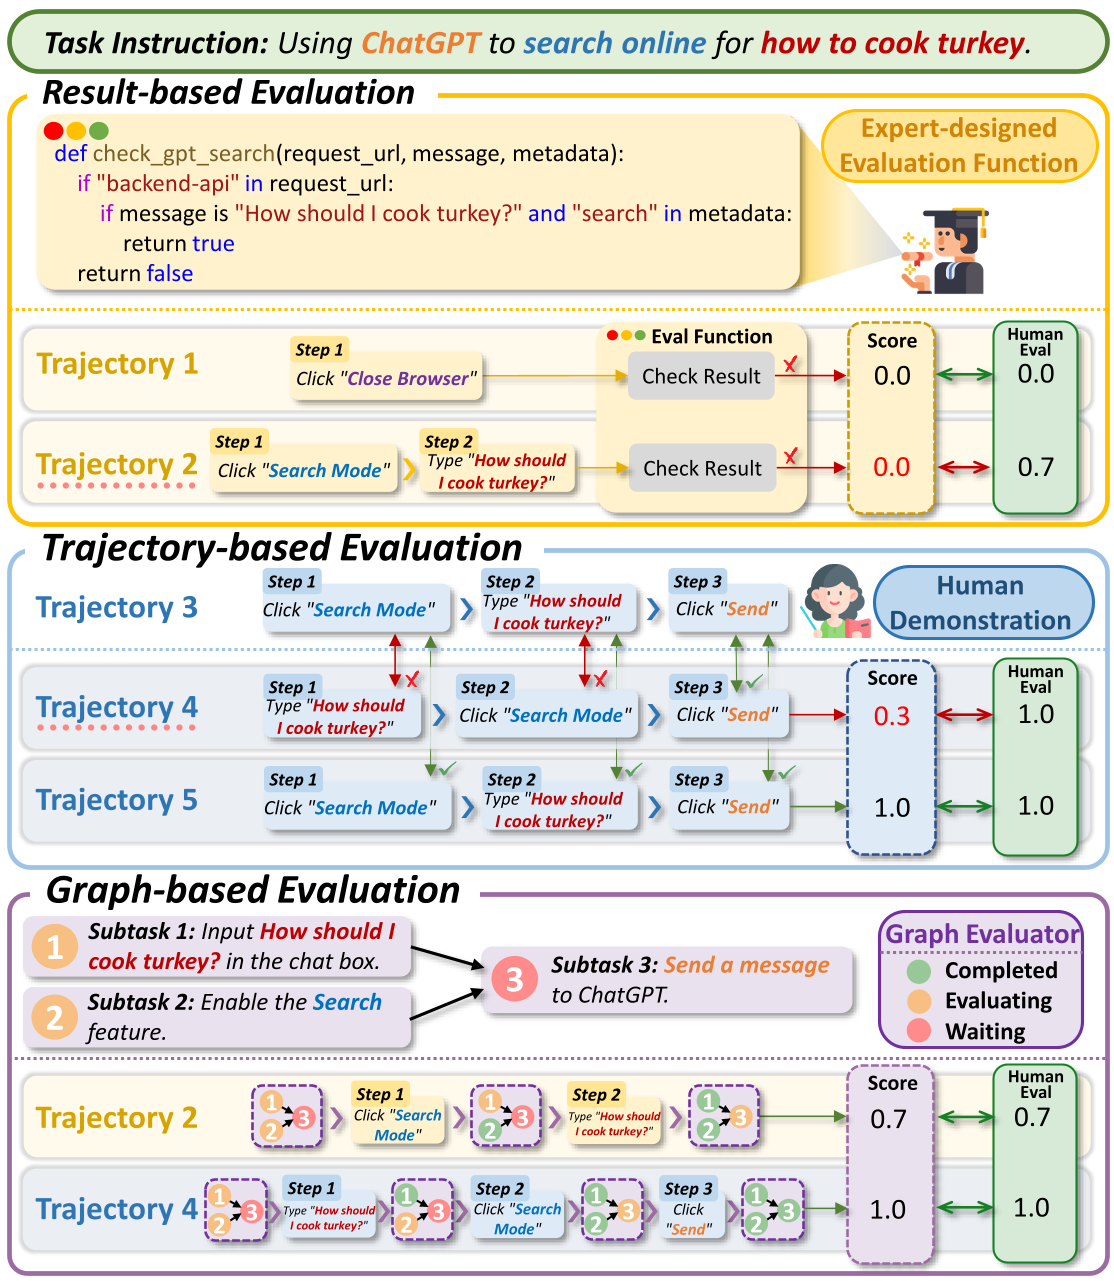 Task Instruction: Using ChatGPT to search online for how to cook turkey.
Result-based Evaluation
def check_gpt_search(request_url, message, metadata):
if "backend-api" in request_url:
if message is "How should I cook turkey?" and "search" in metadata:
return true
return false
Expert-designed
Evaluation Function
Trajectory 1
Step 1
Click "Close Browser"
Eval Function
Check Result
✗
Score
0.0
Human
Eval
0.0
Trajectory 2
Step 1
Click "Search Mode"
Step 2
Type "How should
I cook turkey?"
Check Result
✗
0.0
0.7
Trajectory-based Evaluation
Trajectory 3
Step 1
Click "Search Mode"
Step 2
Type "How should
I cook turkey?"
Step 3
Click "Send"
Human
Demonstration
Trajectory 4
Step 1
Type "How should
I cook turkey?"
Step 2
Click "Search Mode"
Step 3
Click "Send"
Score
0.3
Human
Eval
1.0
Trajectory 5
Step 1
Click "Search Mode"
Step 2
Type "How should
I cook turkey?"
Step 3
Click "Send"
1.0
1.0
Graph-based Evaluation
1
Subtask 1: Input How should I
cook turkey? in the chat box.
2
Subtask 2: Enable the Search
feature.
3
Subtask 3: Send a message
to ChatGPT.
Graph Evaluator
Completed
Evaluating
Waiting
Trajectory 2
1
2
3
Step 1
Click "Search
Mode"
1
2
3
Step 2
Type "How should
I cook turkey?"
1
2
3
Score
0.7
Human
Eval
0.7
Trajectory 4
1
2
3
Step 1
Type "How should
I cook turkey?"
1
2
3
Step 2
Click "Search
Mode"
1
2
3
Step 3
Click
"Send"
1
2
3
1.0
1.0